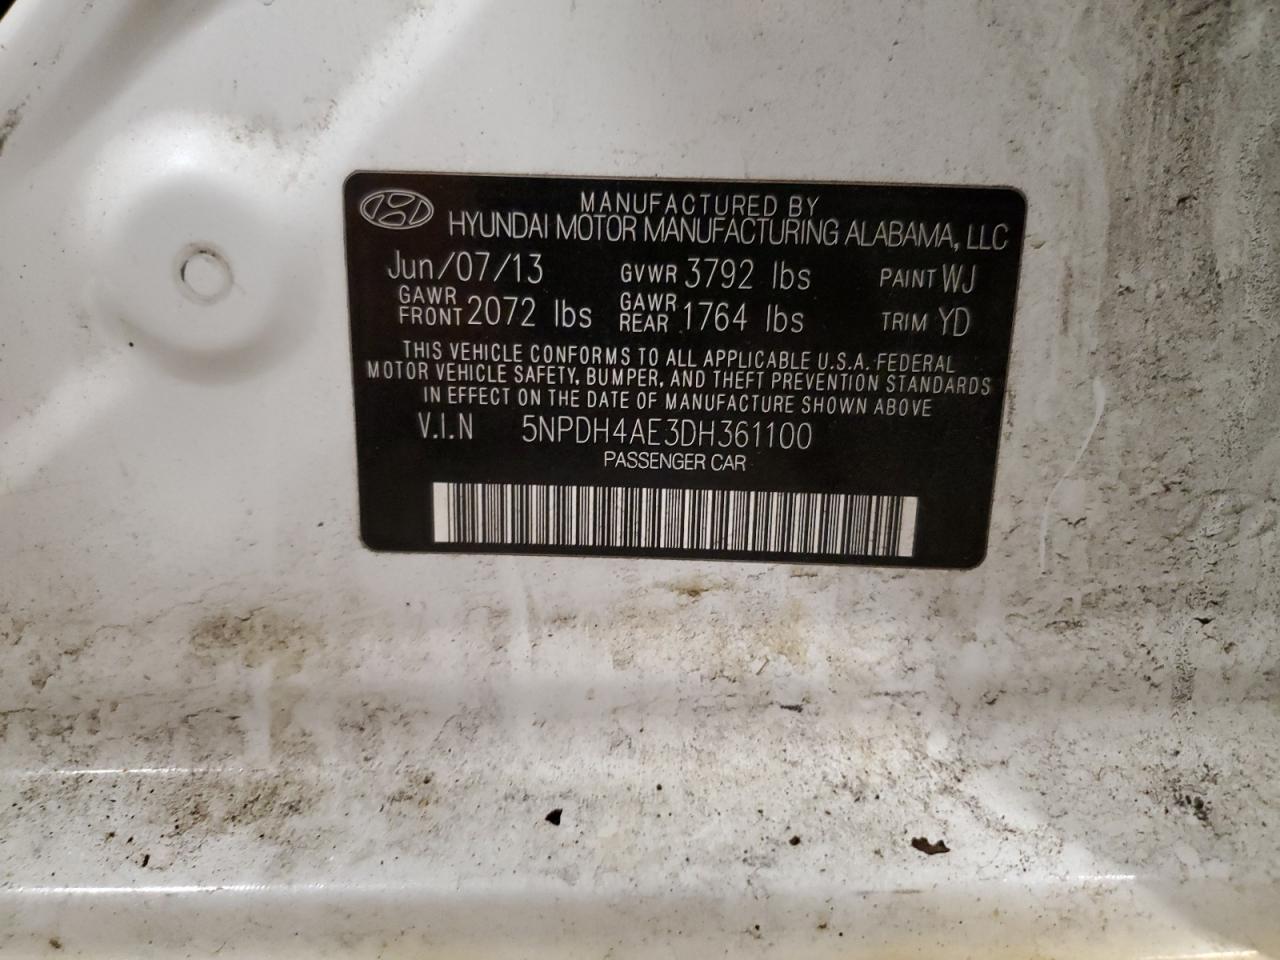 MANUFACTURED BY
HYUNDAI MOTOR MANUFACTURING ALABAMA, LLC
Jun/07/13 GVWR 3792 lbs PAINT WJ
GAWR FRONT 2072 lbs GAWR REAR 1764 lbs TRIM YD
THIS VEHICLE CONFORMS TO ALL APPLICABLE U.S.A. FEDERAL
MOTOR VEHICLE SAFETY, BUMPER, AND THEFT PREVENTION STANDARDS
IN EFFECT ON THE DATE OF MANUFACTURE SHOWN ABOVE
V.I.N 5NPDH4AE3DH361100
PASSENGER CAR